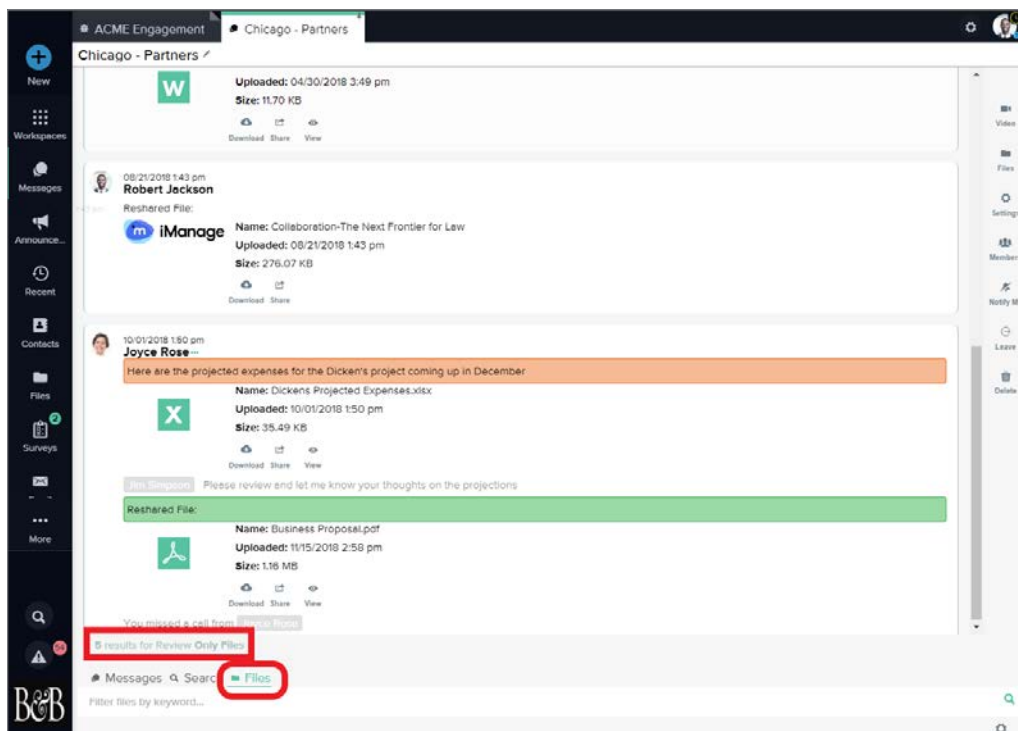 ACME Engagement
Chicago - Partners
Chicago - Partners
New
Workspaces
Messages
Announce...
Recent
Contacts
Files
2
Surveys
More
54
B&B
W
Uploaded: 04/30/2018 3:49 pm
Size: 11.70 KB
Download Share View
08/21/2018 1:43 pm
Robert Jackson
Reshared File:
m iManage
Name: Collaboration-The Next Frontier for Law
Uploaded: 08/21/2018 1:43 pm
Size: 276.07 KB
Download Share
10/01/2018 1:50 pm
Joyce Rose
Here are the projected expenses for the Dicken's project coming up in December
X
Name: Dickens Projected Expenses.xlsx
Uploaded: 10/01/2018 1:50 pm
Size: 35.49 KB
Download Share View
Jim Simpson Please review and let me know your thoughts on the projections
Reshared File:
Name: Business Proposal.pdf
Uploaded: 11/15/2018 2:58 pm
Size: 1.16 MB
Download Share View
You missed a call from Joyce Rose
5 results for Review Only Files
Messages Searc Files
Filter files by keyword...
Video
Files
Settings
Member
Notify M
Leave
Delete